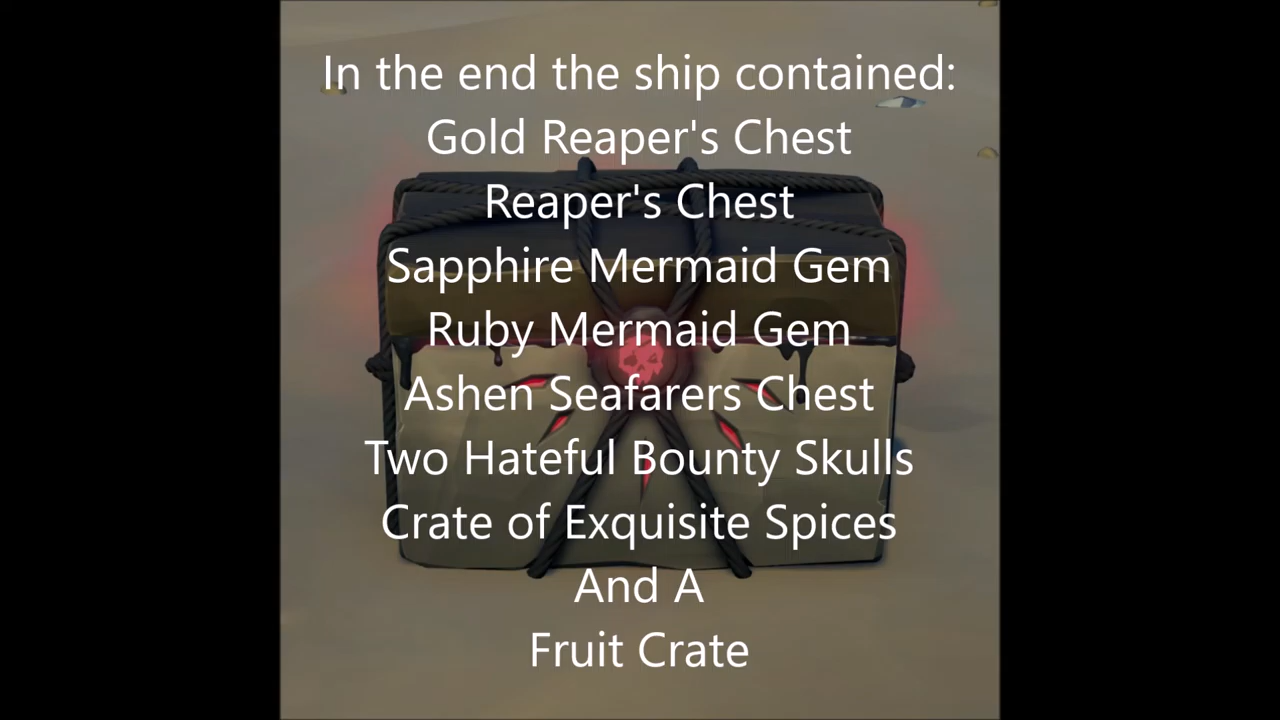 In the end the ship contained:
Gold Reaper's Chest
Reaper's Chest
Sapphire Mermaid Gem
Ruby Mermaid Gem
Ashen Seafarers Chest
Two Hateful Bounty Skulls
Crate of Exquisite Spices
And A
Fruit Crate